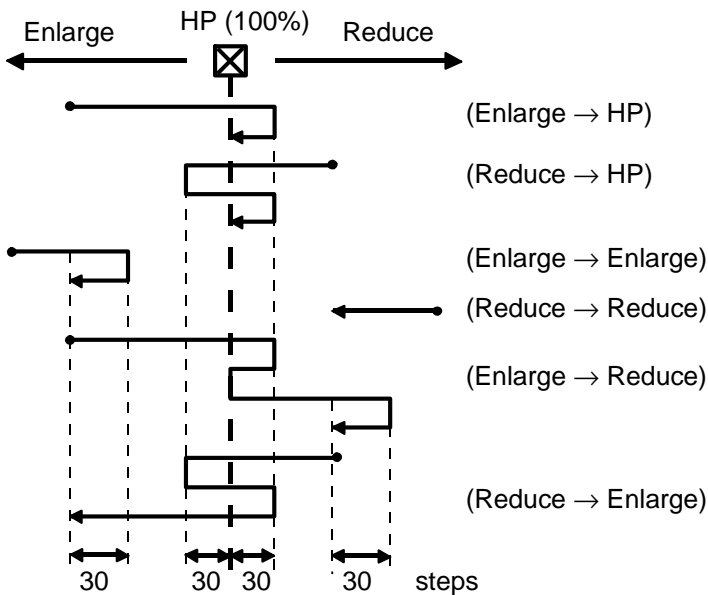 HP (100%)
Enlarge
Reduce
(Enlarge → HP)
(Reduce → HP)
(Enlarge → Enlarge)
(Reduce → Reduce)
(Enlarge → Reduce)
(Reduce → Enlarge)
30 30 30 30 steps